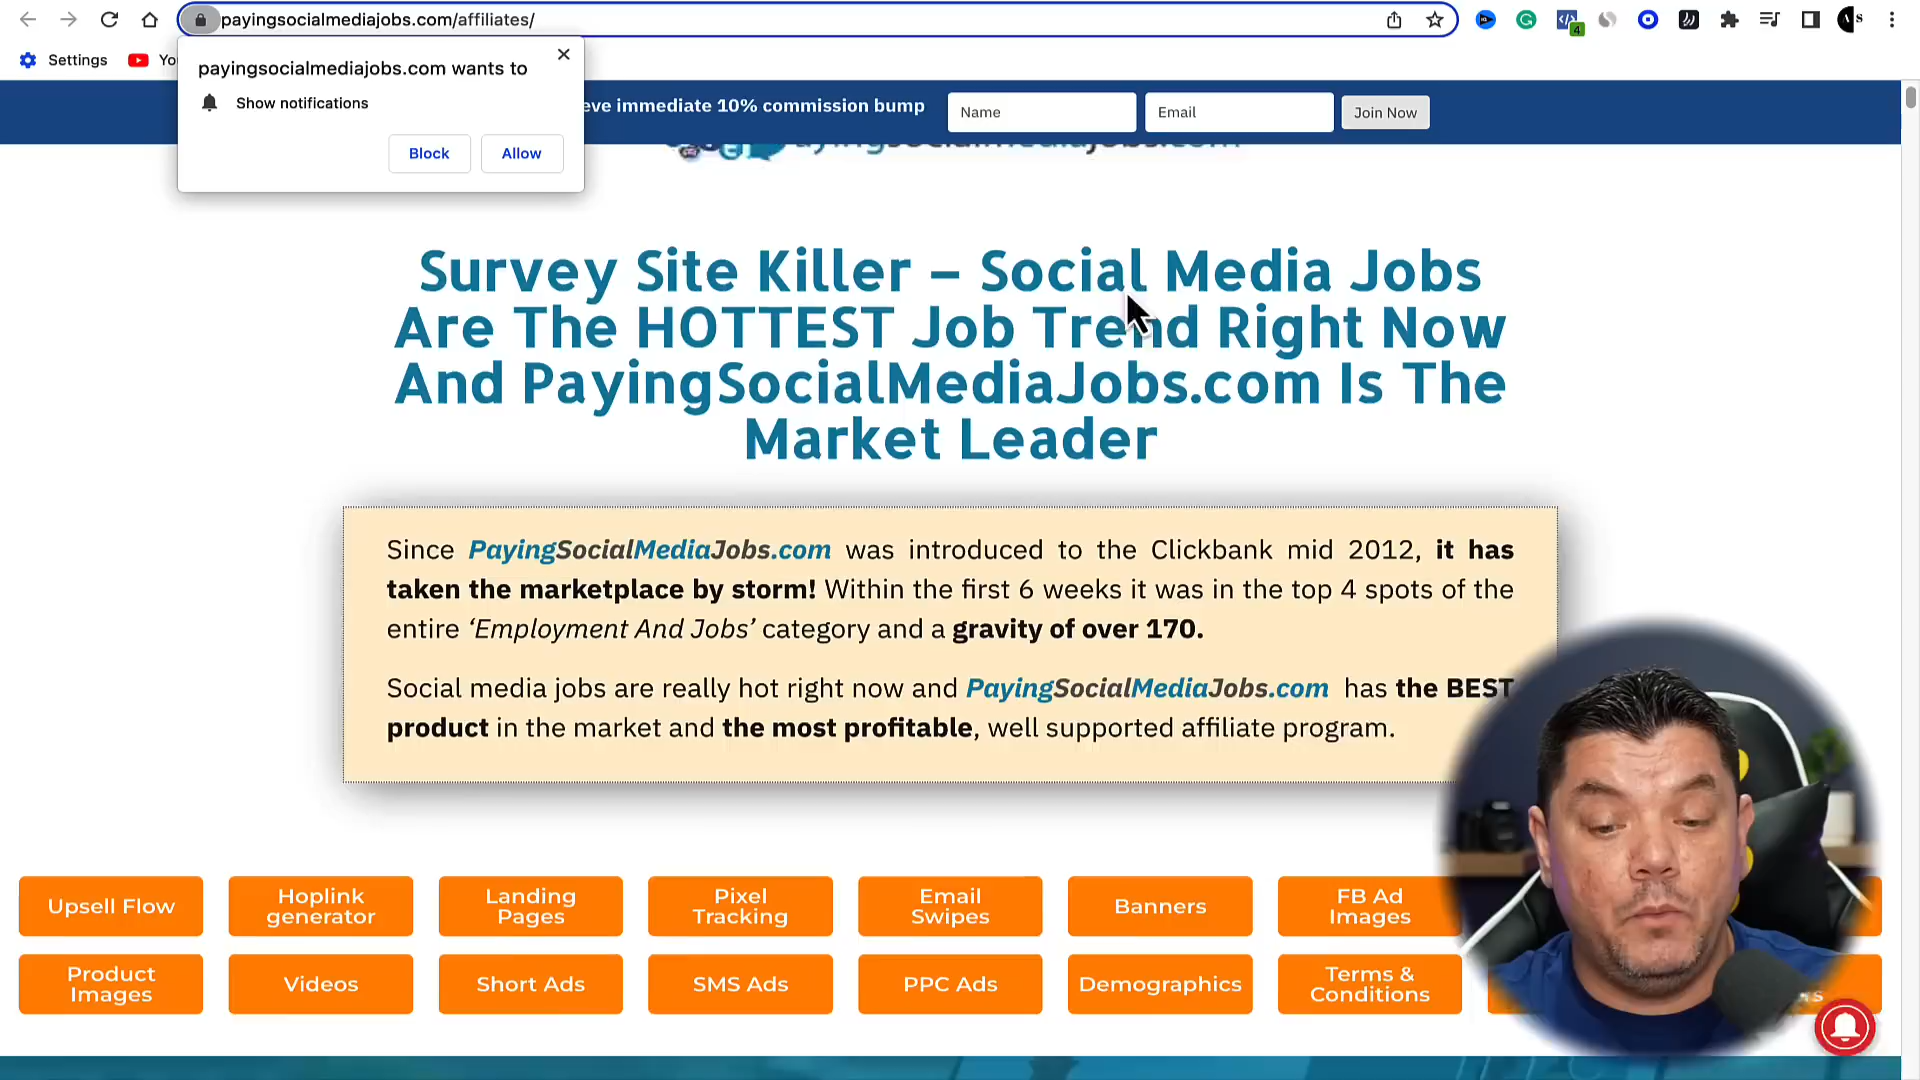 payingsocialmediajobs.com/affiliates/
4
Settings
payingsocialmediajobs.com wants to
Show notifications
Block
Allow
eve immediate 10% commission bump
Name
Email
Join Now
Survey Site Killer – Social Media Jobs
Are The HOTTEST Job Trend Right Now
And PayingSocialMediaJobs.com Is The
Market Leader
Since PayingSocialMediaJobs.com was introduced to the Clickbank mid 2012, it has
taken the marketplace by storm! Within the first 6 weeks it was in the top 4 spots of the
entire ‘Employment And Jobs’ category and a gravity of over 170.
Social media jobs are really hot right now and PayingSocialMediaJobs.com has the BEST
product in the market and the most profitable, well supported affiliate program.
Upsell Flow
Hoplink
generator
Landing
Pages
Pixel
Tracking
Email
Swipes
Banners
FB Ad
Images
Product
Images
Videos
Short Ads
SMS Ads
PPC Ads
Demographics
Terms &
Conditions